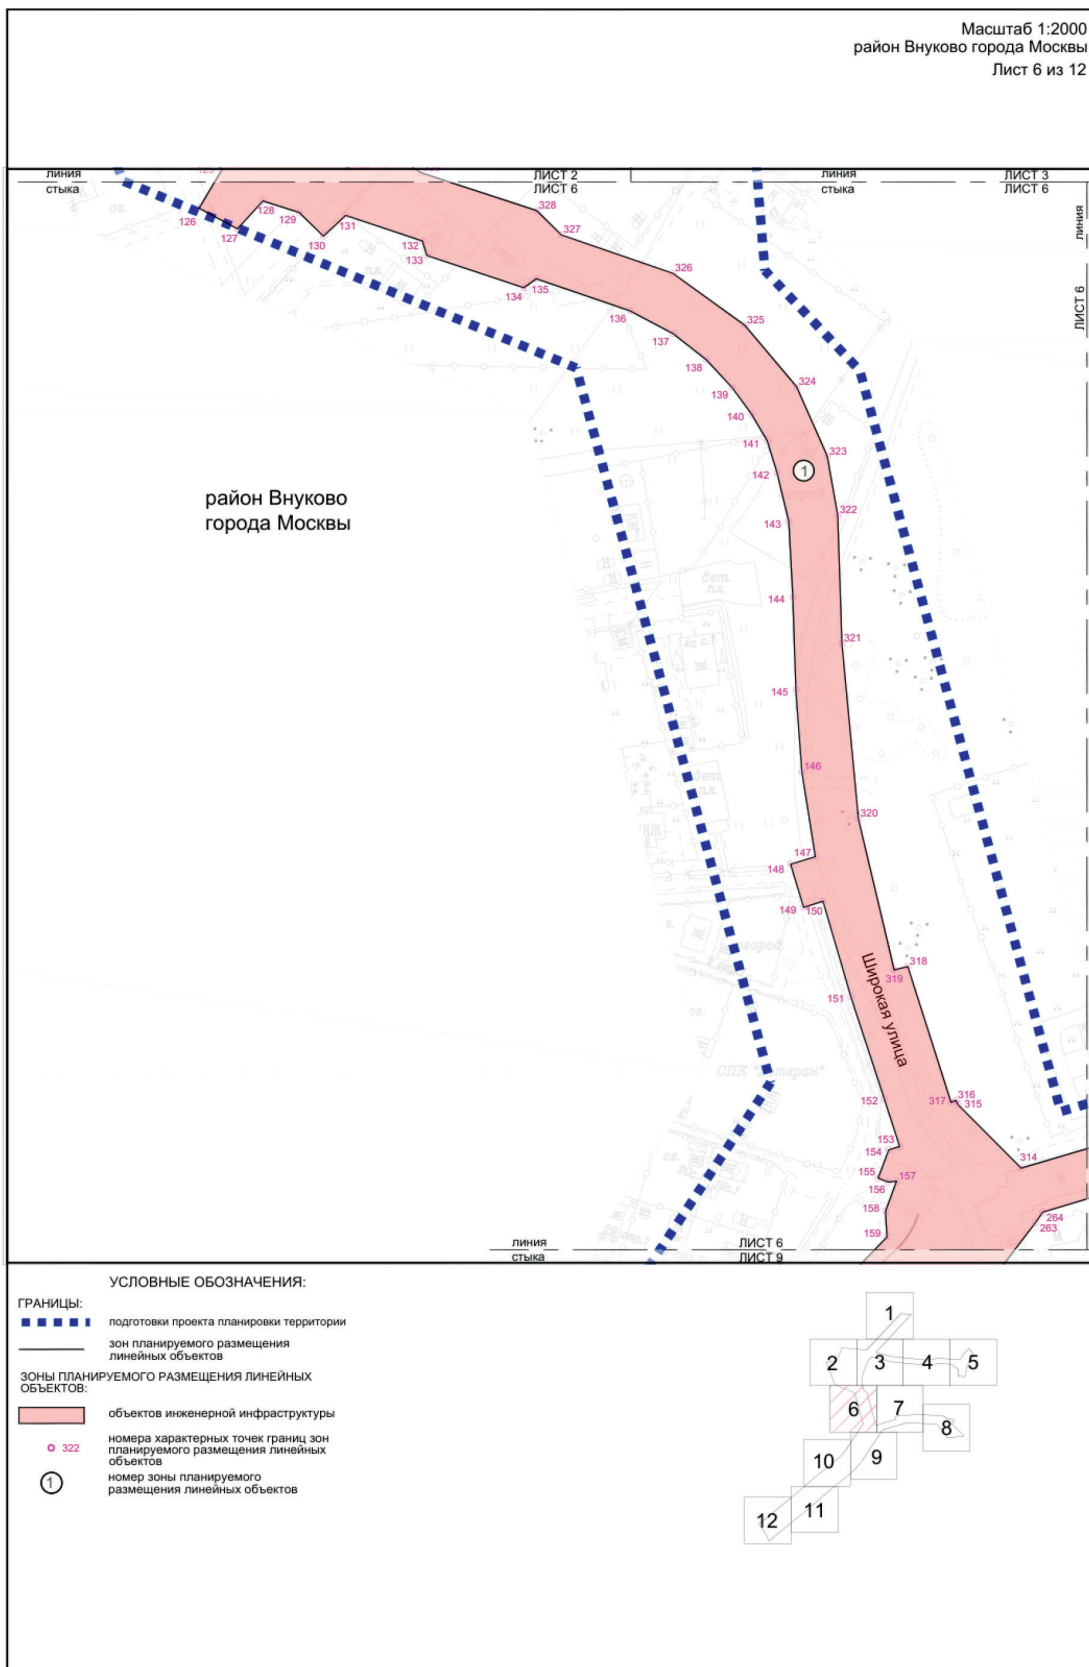 Масштаб 1:2000
район Внуково города Москвы
Лист 6 из 12
линия
стыка
ЛИСТ 2
ЛИСТ 6
линия
стыка
ЛИСТ 3
ЛИСТ 6
линия
ЛИСТ 6
126
127
128
129
130
131
132
133
134
135
136
137
138
139
140
141
142
143
144
145
146
147
148
149
150
151
152
153
154
155
156
157
158
159
328
327
326
325
324
323
322
321
320
319
318
317
316
315
314
264
263
1
район Внуково
города Москвы
дет.
пл.
дет.
пл.
огород
СПК "Ветеран"
Широкая улица
линия
стыка
ЛИСТ 6
ЛИСТ 9
УСЛОВНЫЕ ОБОЗНАЧЕНИЯ:
ГРАНИЦЫ:
подготовки проекта планировки территории
зон планируемого размещения
линейных объектов
ЗОНЫ ПЛАНИРУЕМОГО РАЗМЕЩЕНИЯ ЛИНЕЙНЫХ
ОБЪЕКТОВ:
объектов инженерной инфраструктуры
322
номера характерных точек границ зон
планируемого размещения линейных
объектов
1
номер зоны планируемого
размещения линейных объектов
1
2 3 4 5
6 7
8
10 9
12 11